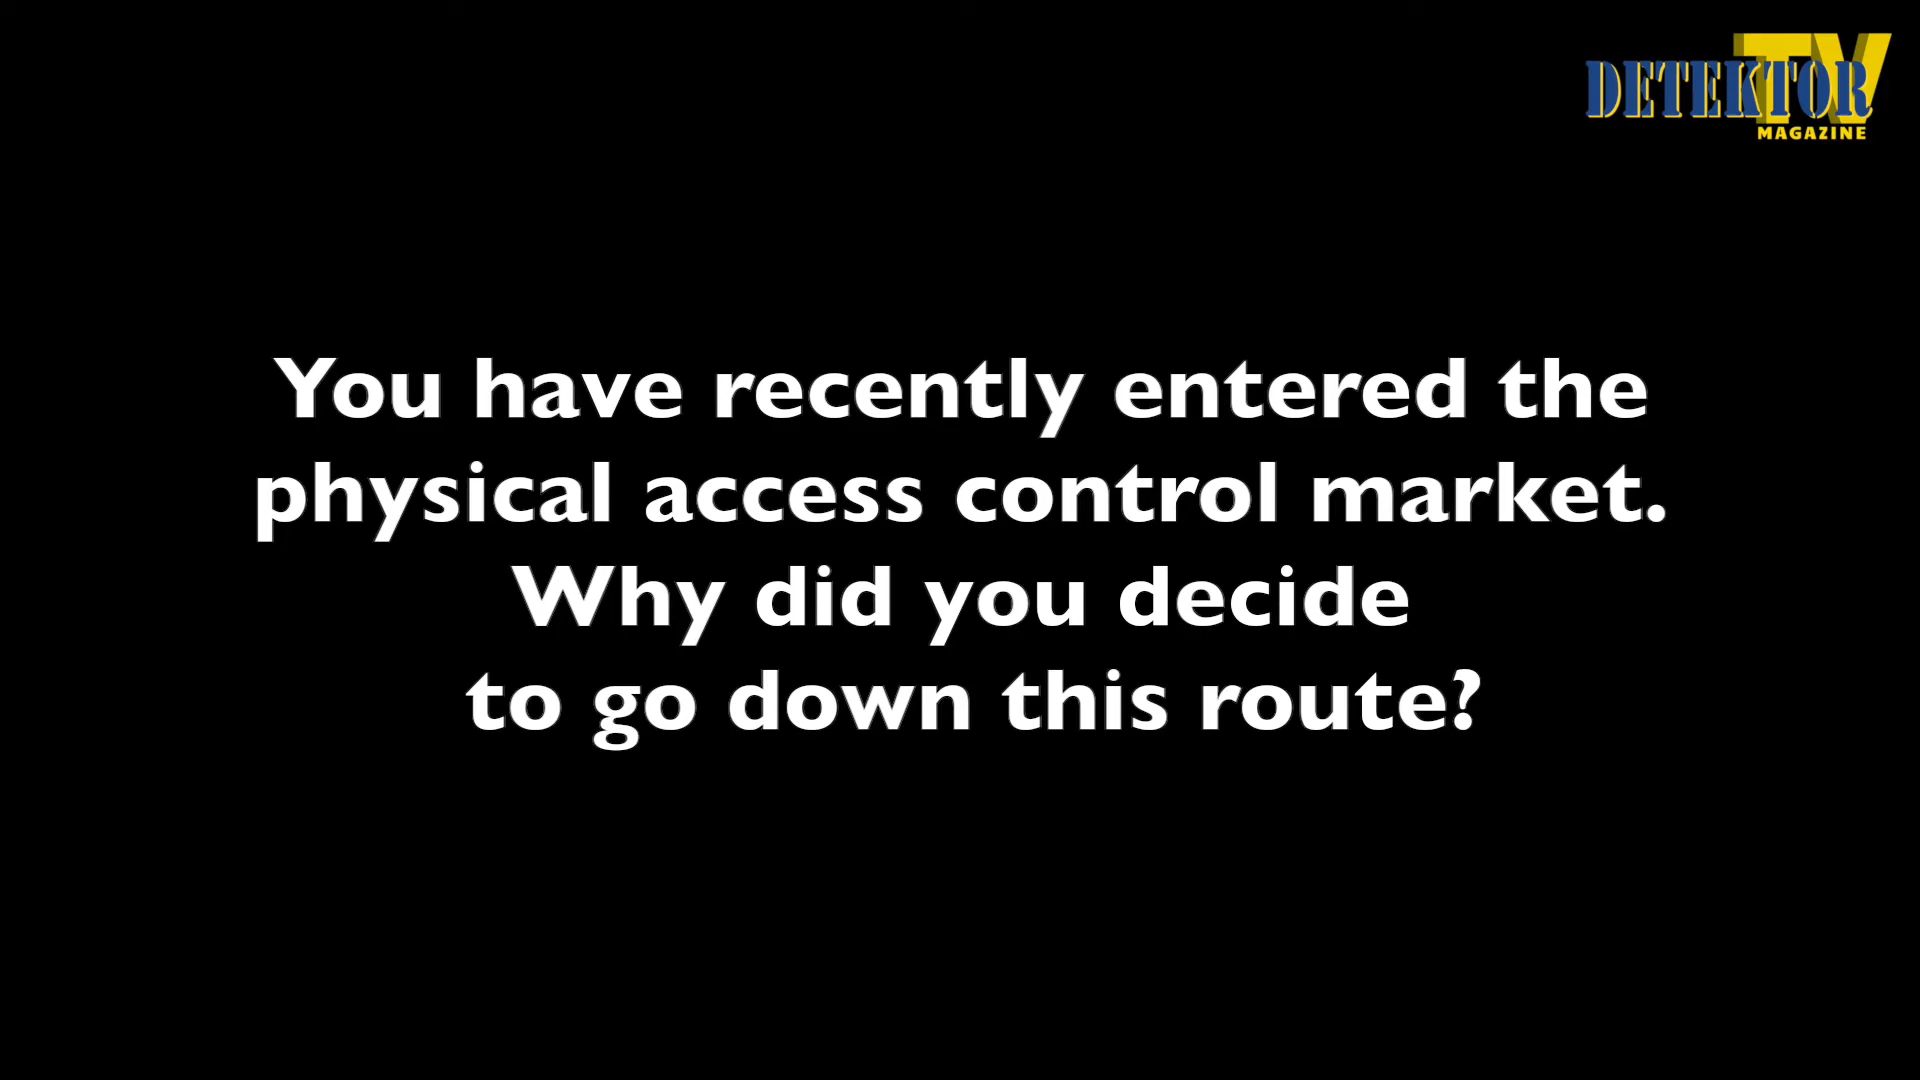 DETEKTOR TV
MAGAZINE
You have recently entered the
physical access control market.
Why did you decide
to go down this route?